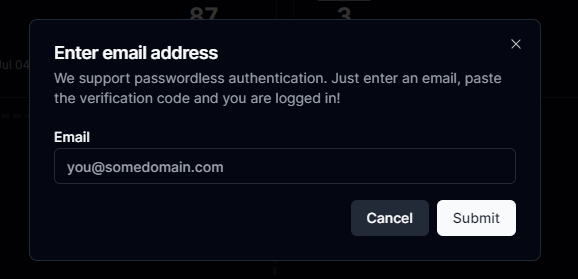 87
3
Jul 04
Enter email address
We support passwordless authentication. Just enter an email, paste
the verification code and you are logged in!
Email
you@somedomain.com
Cancel
Submit